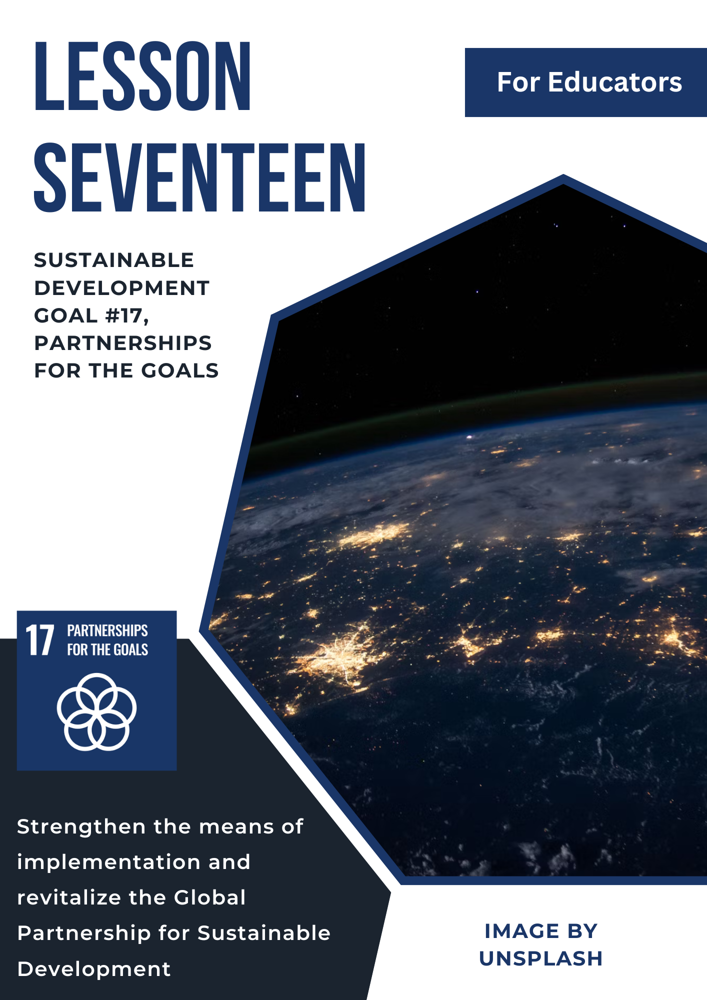 LESSON
SEVENTEEN
For Educators
SUSTAINABLE
DEVELOPMENT
GOAL #17,
PARTNERSHIPS
FOR THE GOALS
17 PARTNERSHIPS
FOR THE GOALS
Strengthen the means of
implementation and
revitalize the Global
Partnership for Sustainable
Development
IMAGE BY
UNSPLASH